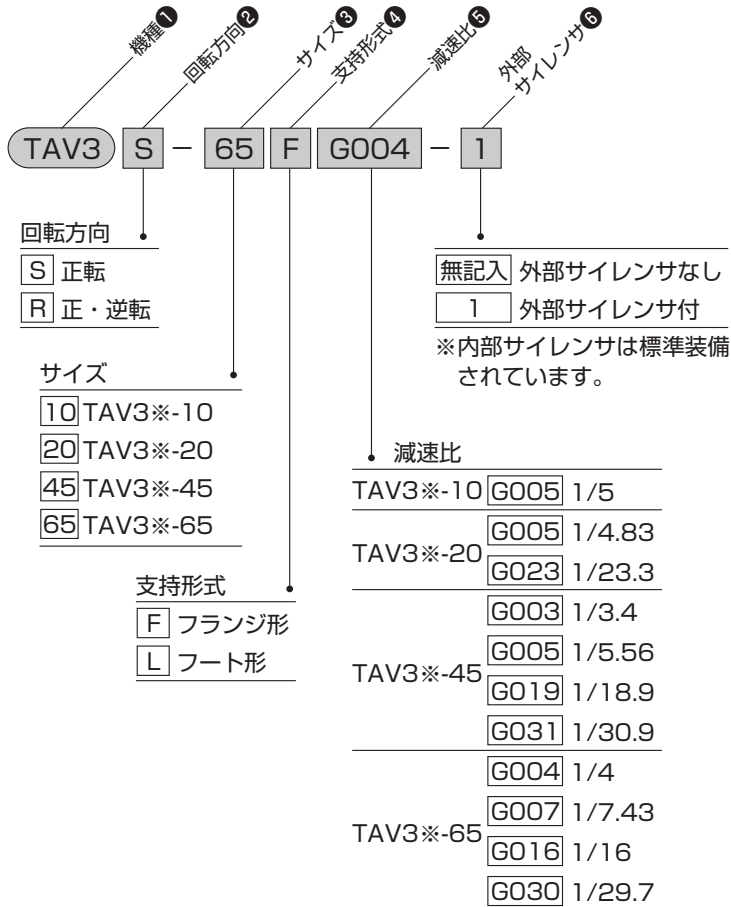 機種❶
回転方向❷
サイズ❸
支持形式❹
減速比❺
外部
サイレンサ❻
TAV3 S − 65 F G004 − 1
回転方向
S 正転
R 正・逆転
無記入 外部サイレンサなし
1 外部サイレンサ付
※内部サイレンサは標準装備
されています。
サイズ
10 TAV3※-10
20 TAV3※-20
45 TAV3※-45
65 TAV3※-65
支持形式
F フランジ形
L フート形
減速比
TAV3※-10 G005 1/5
TAV3※-20
G005 1/4.83
G023 1/23.3
TAV3※-45
G003 1/3.4
G005 1/5.56
G019 1/18.9
G031 1/30.9
TAV3※-65
G004 1/4
G007 1/7.43
G016 1/16
G030 1/29.7